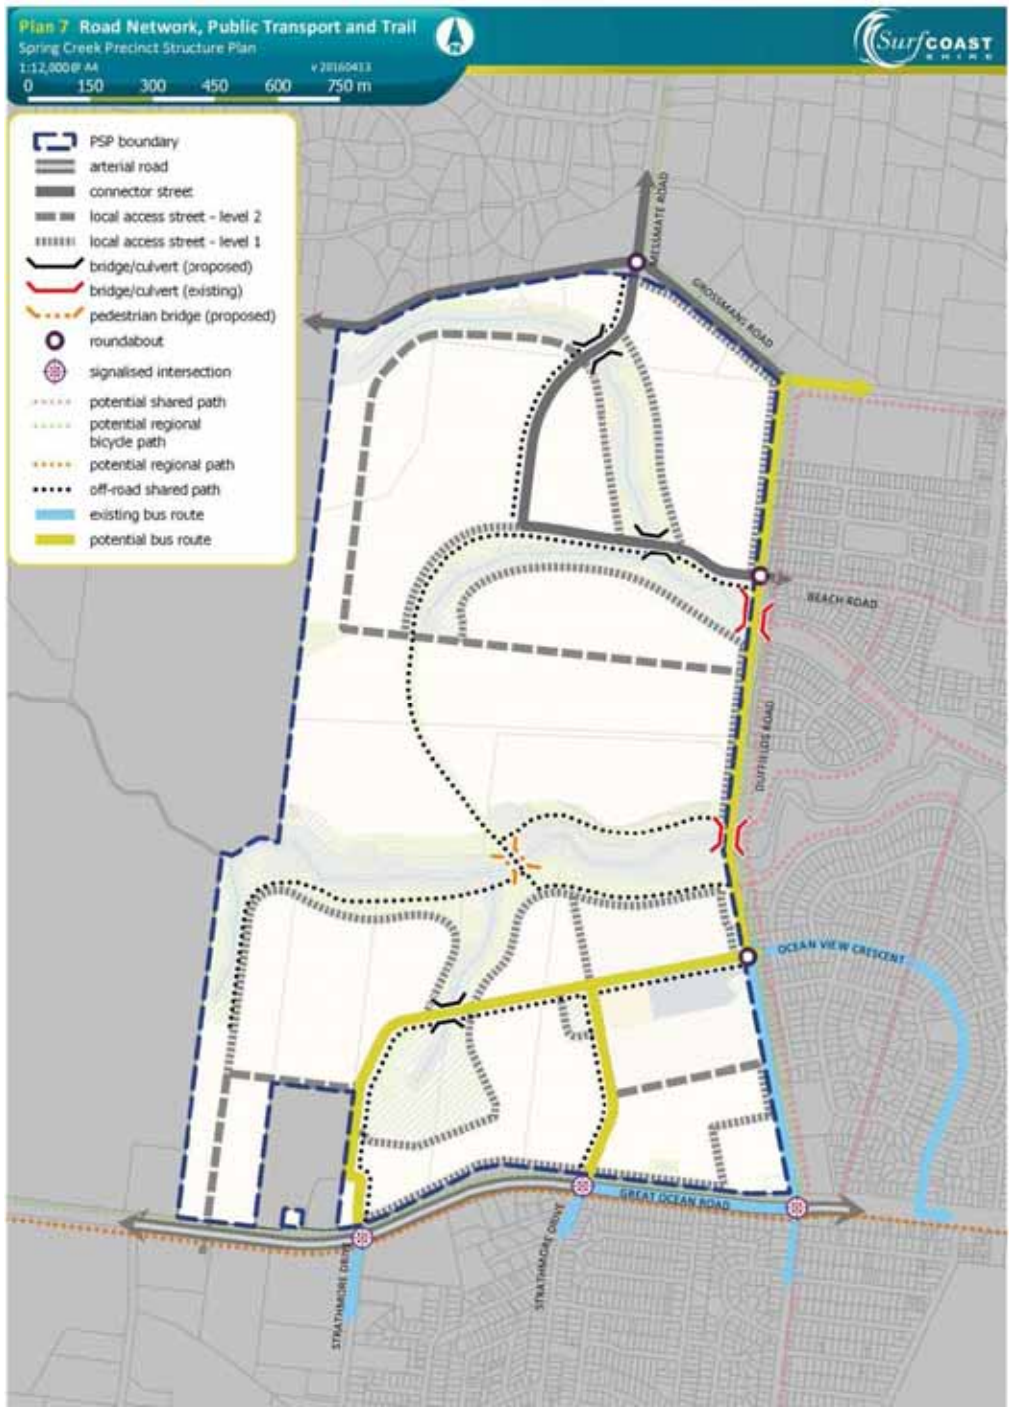 Plan 7 Road Network, Public Transport and Trail
Spring Creek Precinct Structure Plan
1:12,000@ A4
v 20160413
0 150 300 450 600 750 m
SurfCOAST
SHIRE
PSP boundary
arterial road
connector street
local access street - level 2
local access street - level 1
bridge/culvert (proposed)
bridge/culvert (existing)
pedestrian bridge (proposed)
roundabout
signalised intersection
potential shared path
potential regional
bicycle path
potential regional path
off-road shared path
existing bus route
potential bus route
MESSMATE ROAD
GROSSMANS ROAD
BEACH ROAD
DUFFIELDS ROAD
OCEAN VIEW CRESCENT
GREAT OCEAN ROAD
STRATHMORE DRIVE
STRATHMORE DRIVE